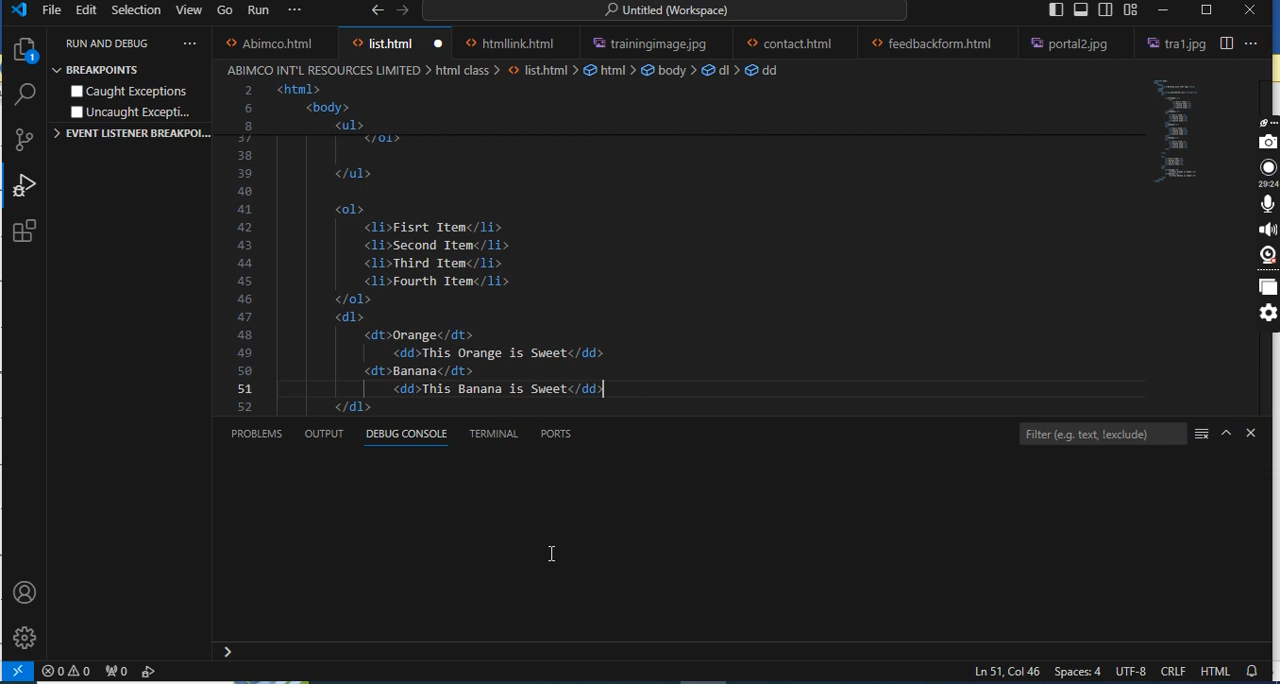 File Edit Selection View Go Run ··· Untitled (Workspace)
RUN AND DEBUG ···
Abimco.html list.html htmllink.html trainingimage.jpg contact.html feedbackform.html portal2.jpg tra1.jpg ···
BREAKPOINTS
Caught Exceptions
Uncaught Excepti...
EVENT LISTENER BREAKPOI...
1
ABIMCO INT'L RESOURCES LIMITED > html class > list.html > html > body > dl > dd
2 <html>
6 <body>
8 <ul>
37 </ol>
38
39 </ul>
40
41 <ol>
42 <li>Fisrt Item</li>
43 <li>Second Item</li>
44 <li>Third Item</li>
45 <li>Fourth Item</li>
46 </ol>
47 <dl>
48 <dt>Orange</dt>
49 <dd>This Orange is Sweet</dd>
50 <dt>Banana</dt>
51 <dd>This Banana is Sweet</dd>
52 </dl>
29:24
PROBLEMS OUTPUT DEBUG CONSOLE TERMINAL PORTS Filter (e.g. text, !exclude)
0 0 0 Ln 51, Col 46 Spaces: 4 UTF-8 CRLF HTML